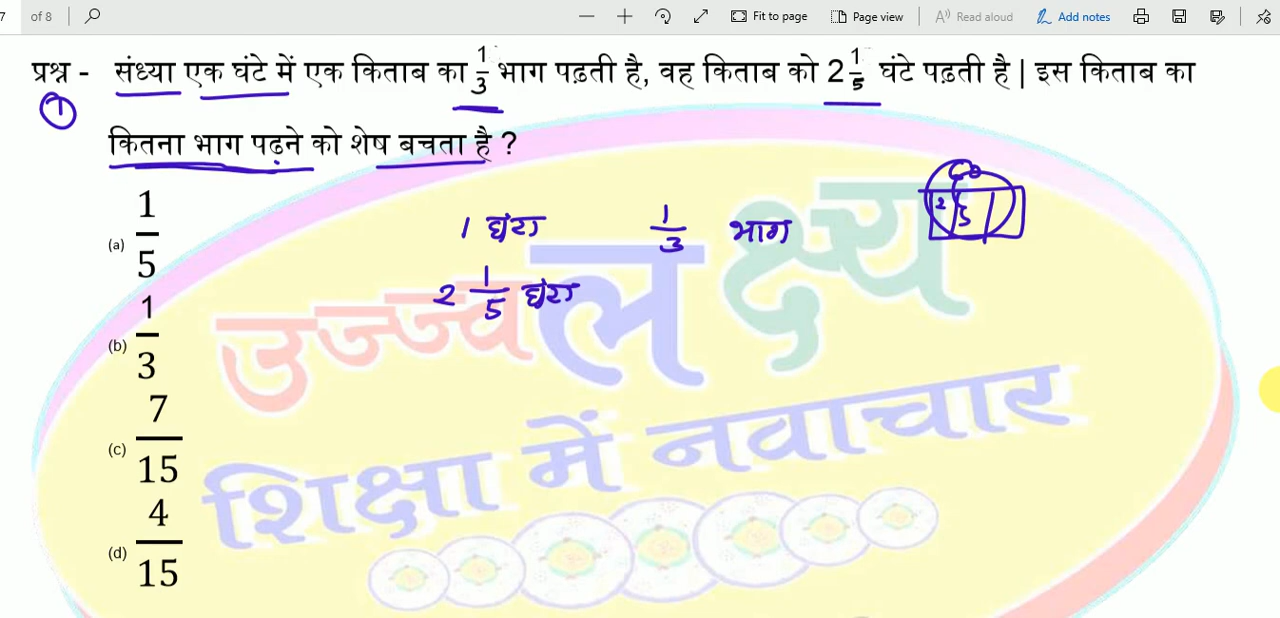 7 of 8 Fit to page Page view Read aloud Add notes
प्रश्न - संध्या एक घंटे में एक किताब का 1/3 भाग पढ़ती है, वह किताब को 2 1/5 घंटे पढ़ती है | इस किताब का
①
कितना भाग पढ़ने को शेष बचता है ?
(a) 1/5
1 घंटा 1/3 भाग
2 1/5 घंटा
(b) 1/3
(c) 7/15
(d) 4/15
उज्ज्वल लक्ष्य
शिक्षा में नवाचार